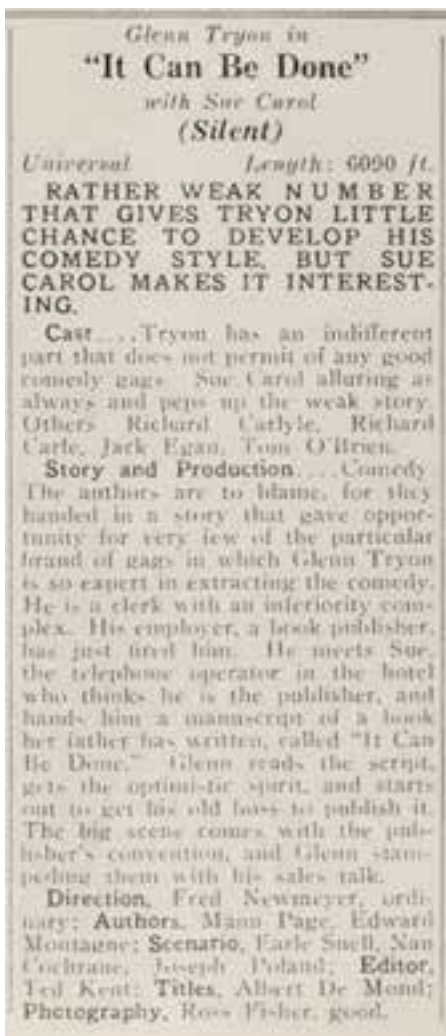 Glenn Tryon in
"It Can Be Done"
with Sue Carol
(Silent)
Universal Length: 6090 ft.
RATHER WEAK NUMBER
THAT GIVES TRYON LITTLE
CHANCE TO DEVELOP HIS
COMEDY STYLE, BUT SUE
CAROL MAKES IT INTEREST-
ING.
Cast....Tryon has an indifferent
part that does not permit of any good
comedy gags. Sue Carol alluring as
always and peps up the weak story.
Others Richard Carlyle, Richard
Carle, Jack Egan, Tom O'Brien.
Story and Production....Comedy
The authors are to blame, for they
handed in a story that gave oppor-
tunity for very few of the particular
brand of gags in which Glenn Tryon
is so expert in extracting the comedy.
He is a clerk with an inferiority com-
plex. His employer, a book publisher,
has just fired him. He meets Sue,
the telephone operator in the hotel
who thinks he is the publisher, and
hands him a manuscript of a book
her father has written, called "It Can
Be Done." Glenn reads the script,
gets the optimistic spirit, and starts
out to get his old boss to publish it.
The big scene comes with the pub-
lisher's convention, and Glenn stam-
peding them with his sales talk.
Direction, Fred Newmeyer, ordi-
nary; Authors, Mann Page, Edward
Montagne; Scenario, Earle Snell, Nan
Cochrane, Joseph Poland; Editor,
Ted Kent; Titles, Albert De Mond;
Photography, Ross Fisher, good.